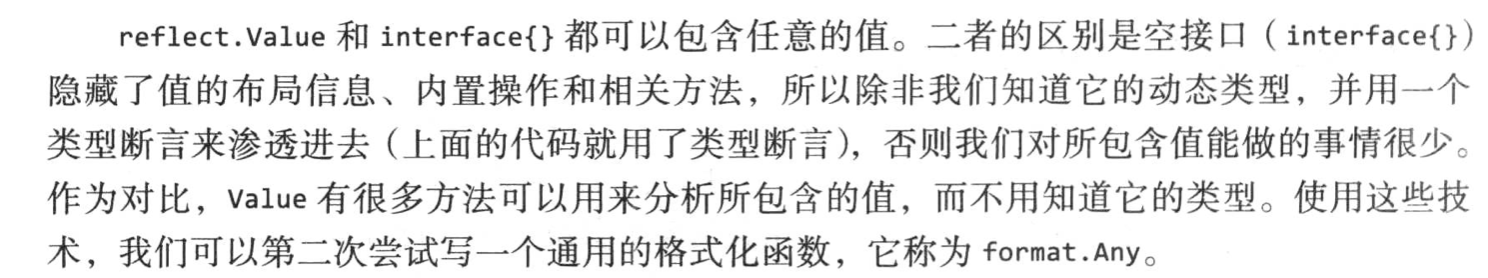 reflect.Value 和 interface{} 都可以包含任意的值。二者的区别是空接口（interface{}）
隐藏了值的布局信息、内置操作和相关方法，所以除非我们知道它的动态类型，并用一个
类型断言来渗透进去（上面的代码就用了类型断言），否则我们对所包含值能做的事情很少。
作为对比，Value 有很多方法可以用来分析所包含的值，而不用知道它的类型。使用这些技
术，我们可以第二次尝试写一个通用的格式化函数，它称为 format.Any。